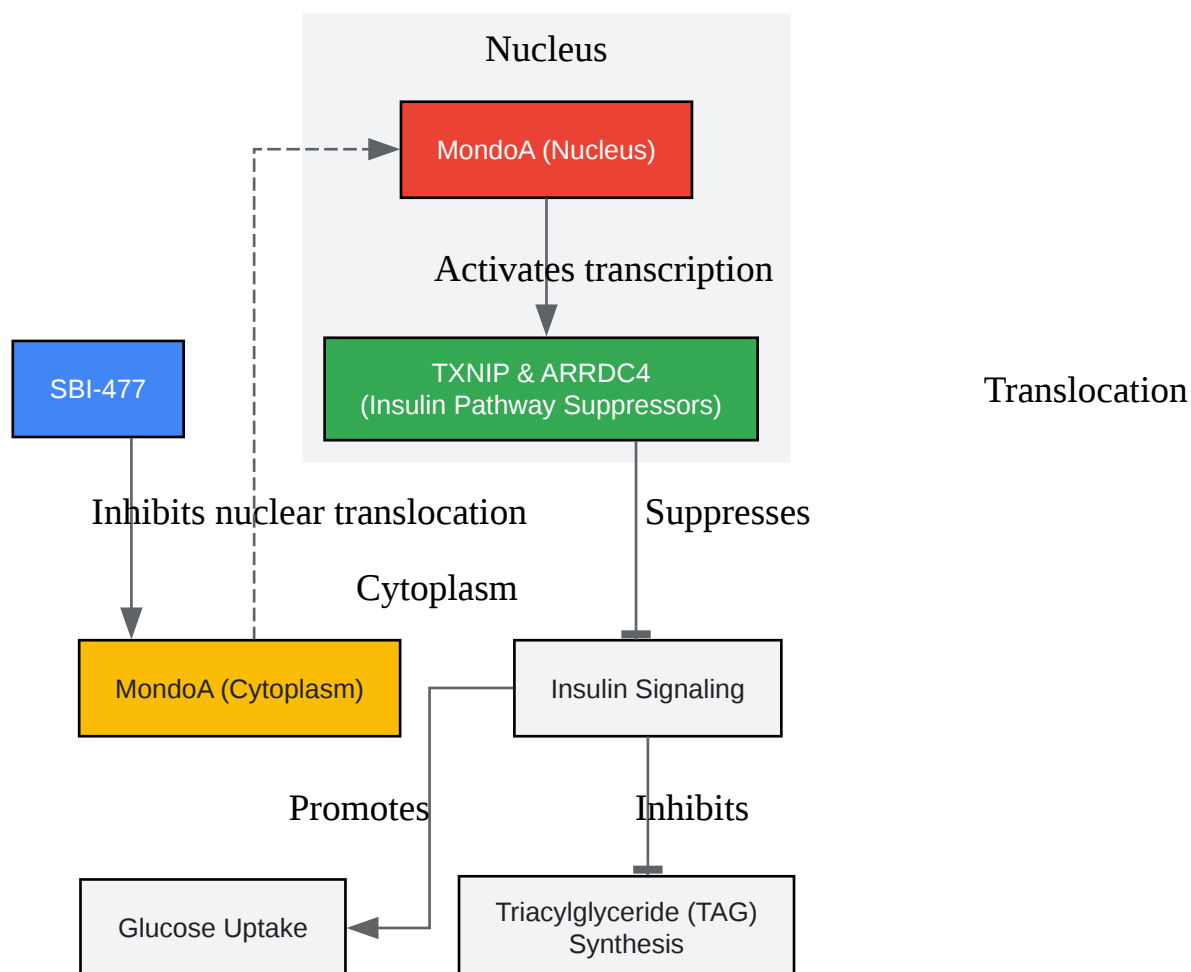 Nucleus
MondoA (Nucleus)
Activates transcription
SBI-477
TXNIP & ARRDC4
(Insulin Pathway Suppressors)
Translocation
Inhibits nuclear translocation
Suppresses
Cytoplasm
MondoA (Cytoplasm)
Insulin Signaling
Promotes
Inhibits
Glucose Uptake
Triacylglyceride (TAG)
Synthesis